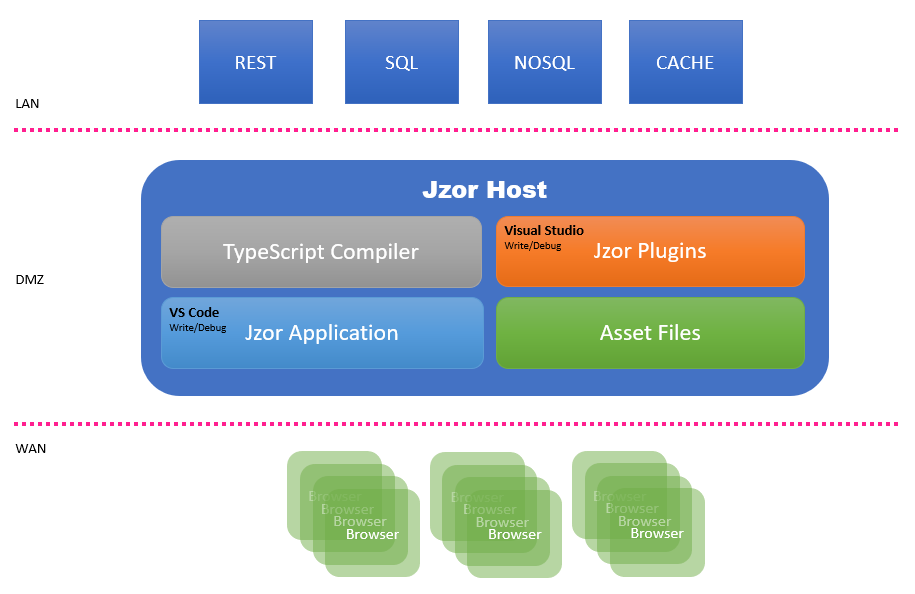 REST
SQL
NOSQL
CACHE
LAN
Jzor Host
TypeScript Compiler
Visual Studio
Write/Debug
Jzor Plugins
DMZ
VS Code
Write/Debug
Jzor Application
Asset Files
WAN
Browser
Browser
Browser
Browser
Browser
Browser
Browser
Browser
Browser
Browser
Browser
Browser